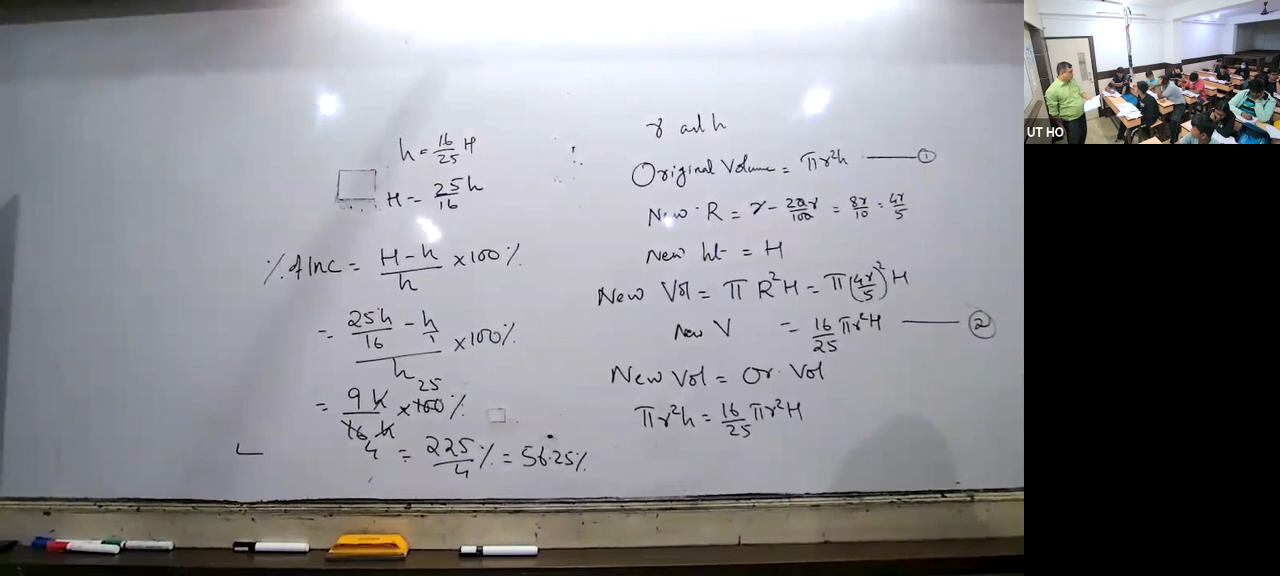 r and h
Original Volume = πr²h —— ①
New R = r - 20r/100 = 8r/10 = 4r/5
New ht = H
New Vol = π R²H = π(4r/5)²H
New V = 16/25 πr²H —— ②
New Vol = Or. Vol
πr²h = 16/25 πr²H
h = 16/25 H
H = 25h/16
% of Inc = H-h/h ×100%
= 25h/16 - h/1 / h ×100%
= 9h/16h ×100% 25 4
= 225/4 % = 56.25%
UT HO